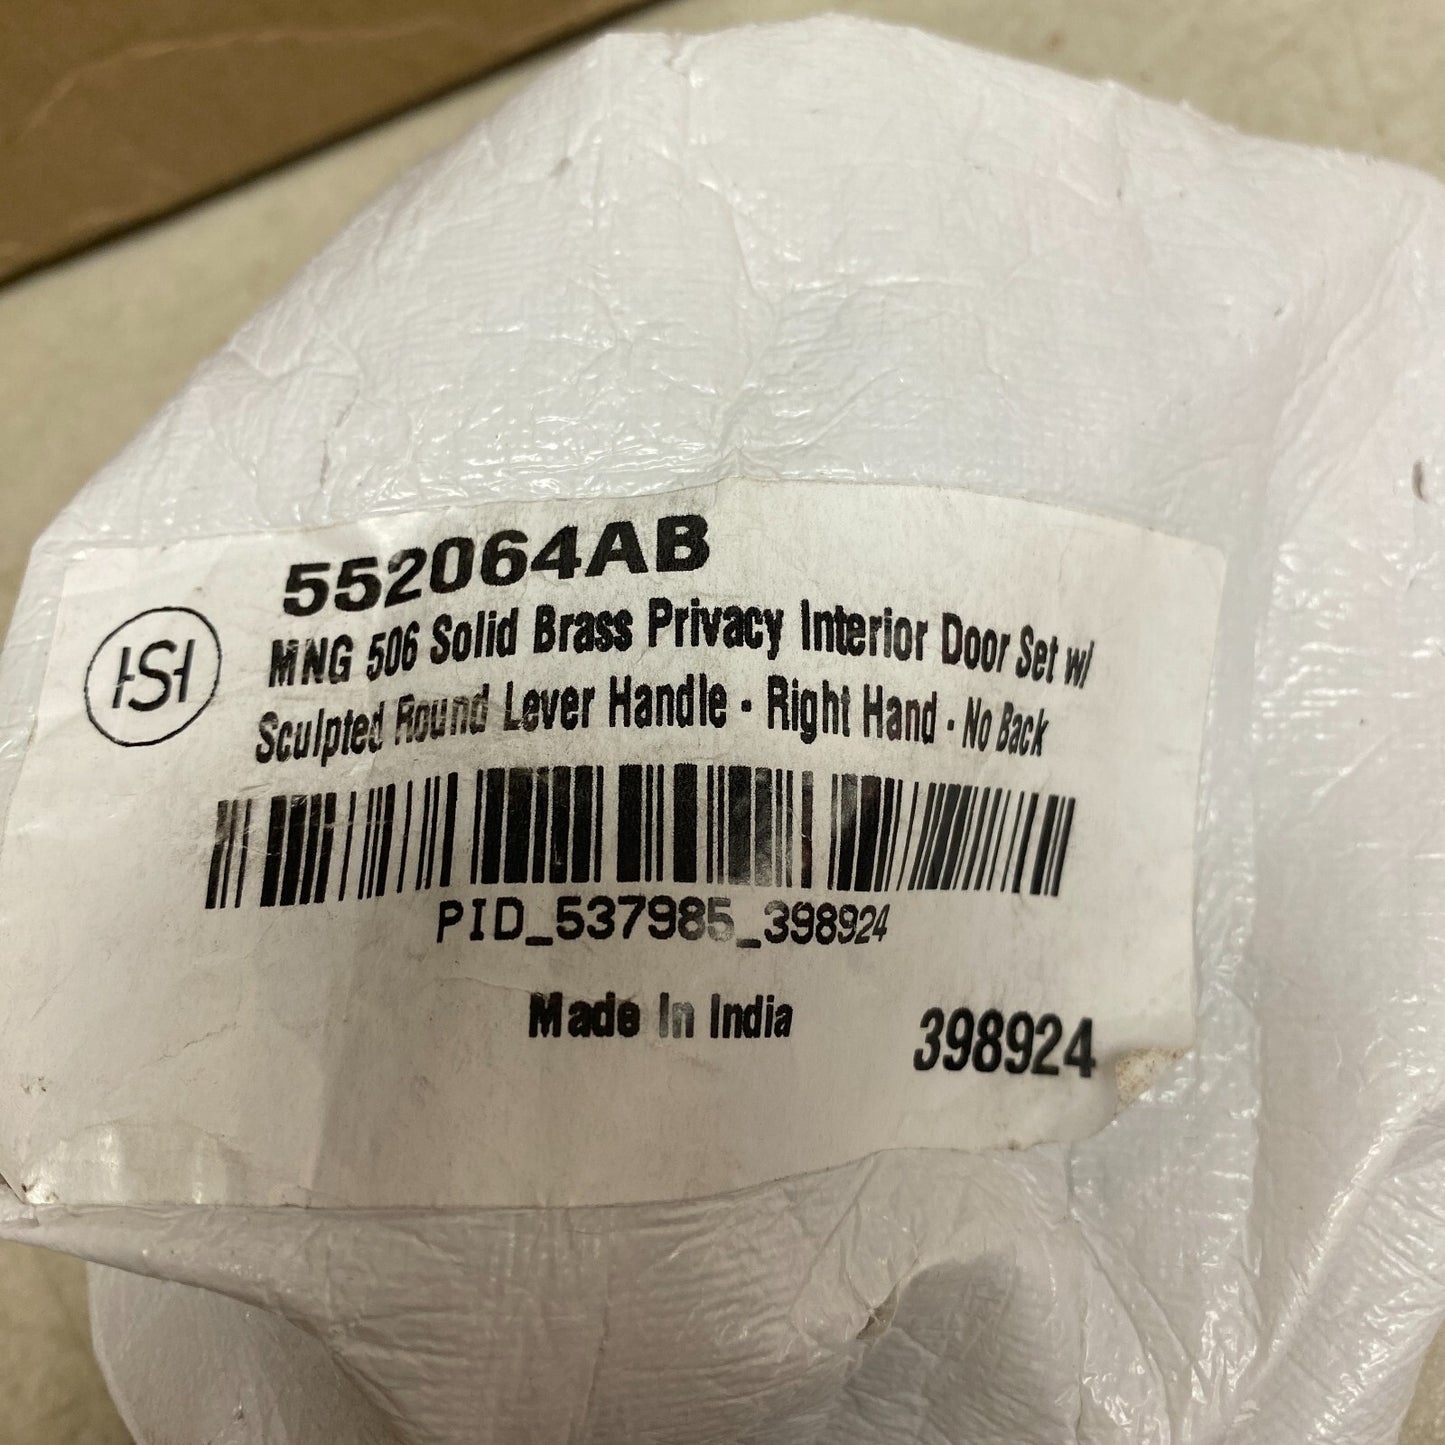 552064AB
HSH
MNG 506 Solid Brass Privacy Interior Door Set w/
Sculpted Round Lever Handle - Right Hand - No Back
PID_537985_398924
Made In India
398924